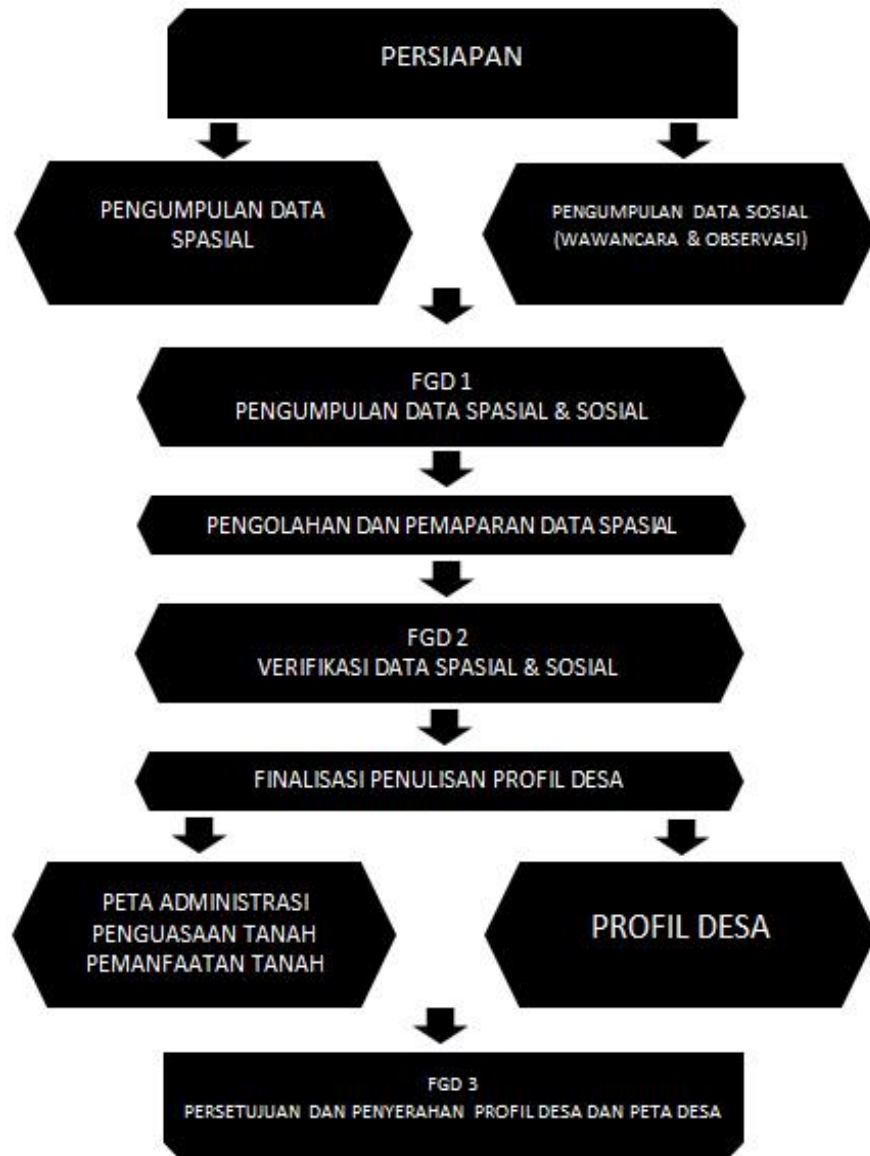 PERSIAPAN
PENGUMPULAN DATA
SPASIAL
PENGUMPULAN DATA SOSIAL
(WAWANCARA & OBSERVASI)
FGD 1
PENGUMPULAN DATA SPASIAL & SOSIAL
PENGOLAHAN DAN PEMAPARAN DATA SPASIAL
FGD 2
VERIFIKASI DATA SPASIAL & SOSIAL
FINALISASI PENULISAN PROFIL DESA
PETA ADMINISTRASI
PENGUASAAN TANAH
PEMANFAATAN TANAH
PROFIL DESA
FGD 3
PERSETUJUAN DAN PENYERAHAN PROFIL DESA DAN PETA DESA